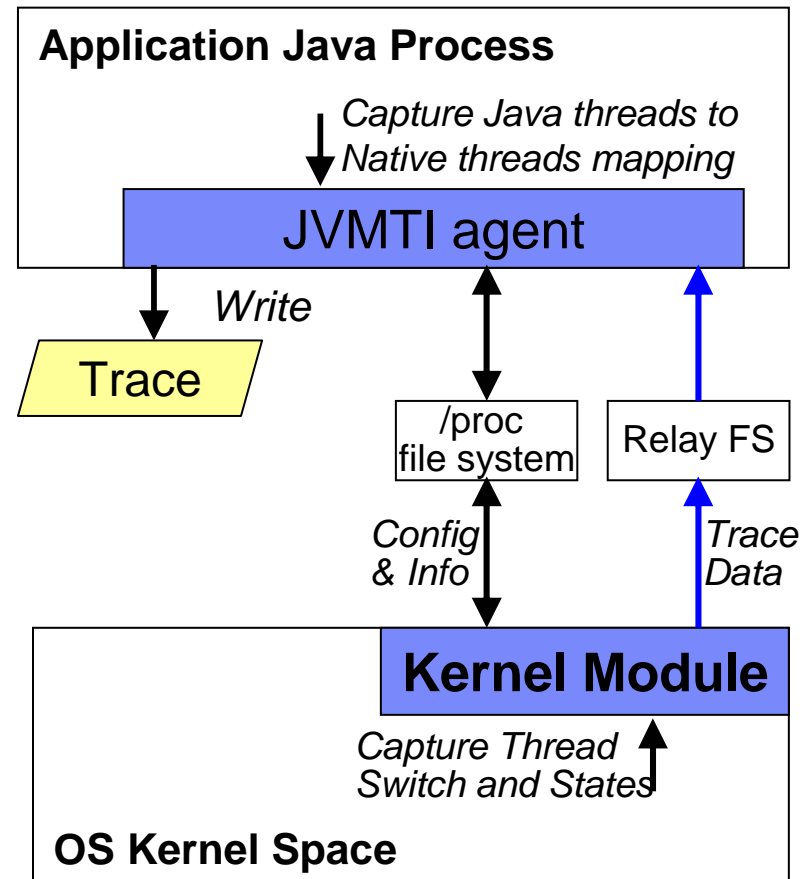 Application Java Process
Capture Java threads to
Native threads mapping
JVMTI agent
Write
Trace
/proc
file system
Relay FS
Config
& Info
Trace
Data
Kernel Module
Capture Thread
Switch and States
OS Kernel Space